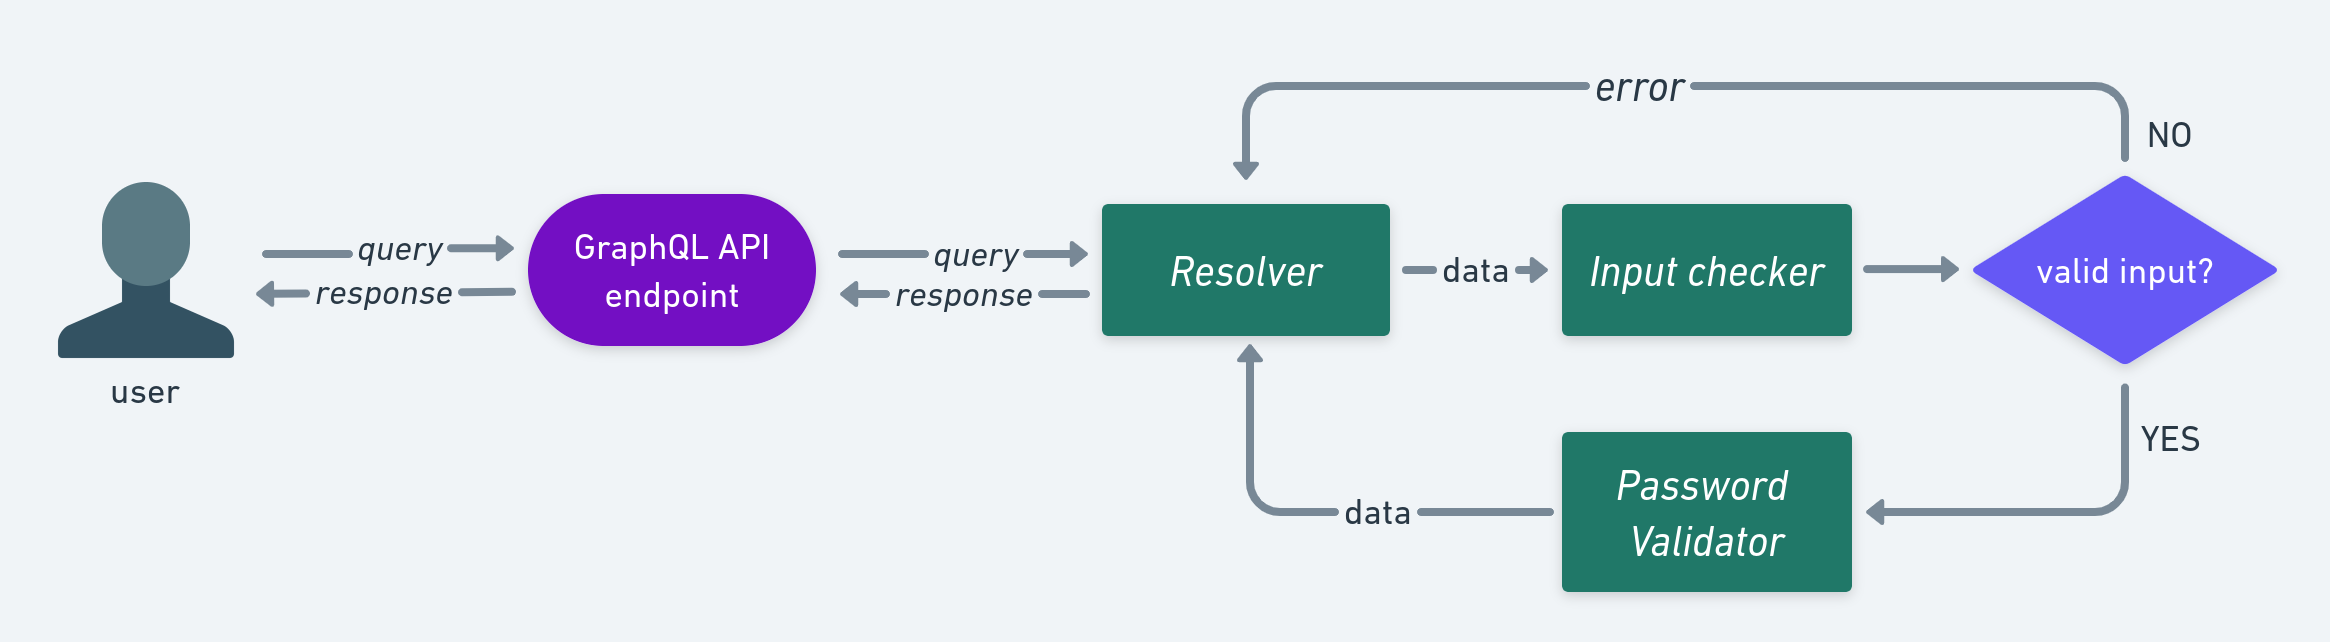 error
NO
query
response
user
GraphQL API
endpoint
query
response
Resolver
data
Input checker
valid input?
YES
Password
Validator
data